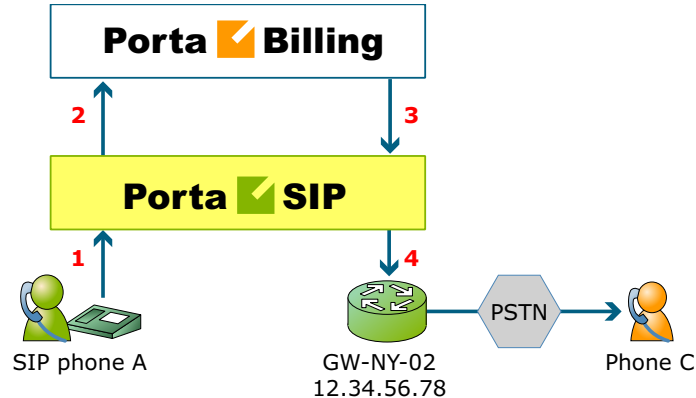 Porta Billing
2
3
Porta SIP
1
4
PSTN
SIP phone A
GW-NY-02
12.34.56.78
Phone C